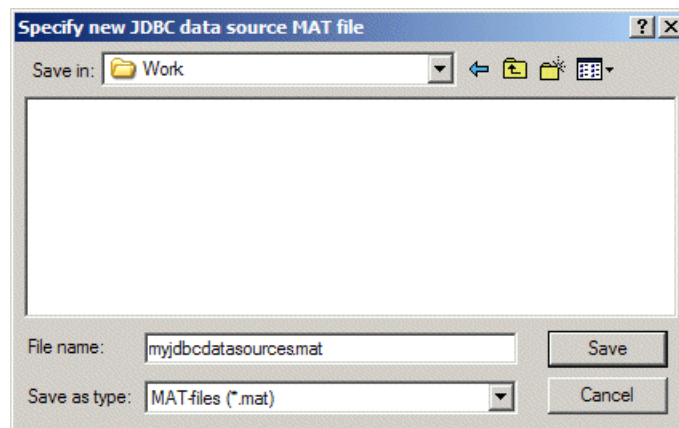 Specify new JDBC data source MAT file
Save in: Work
File name: myjdbcdatasources.mat Save
Save as type: MAT-files (*.mat) Cancel